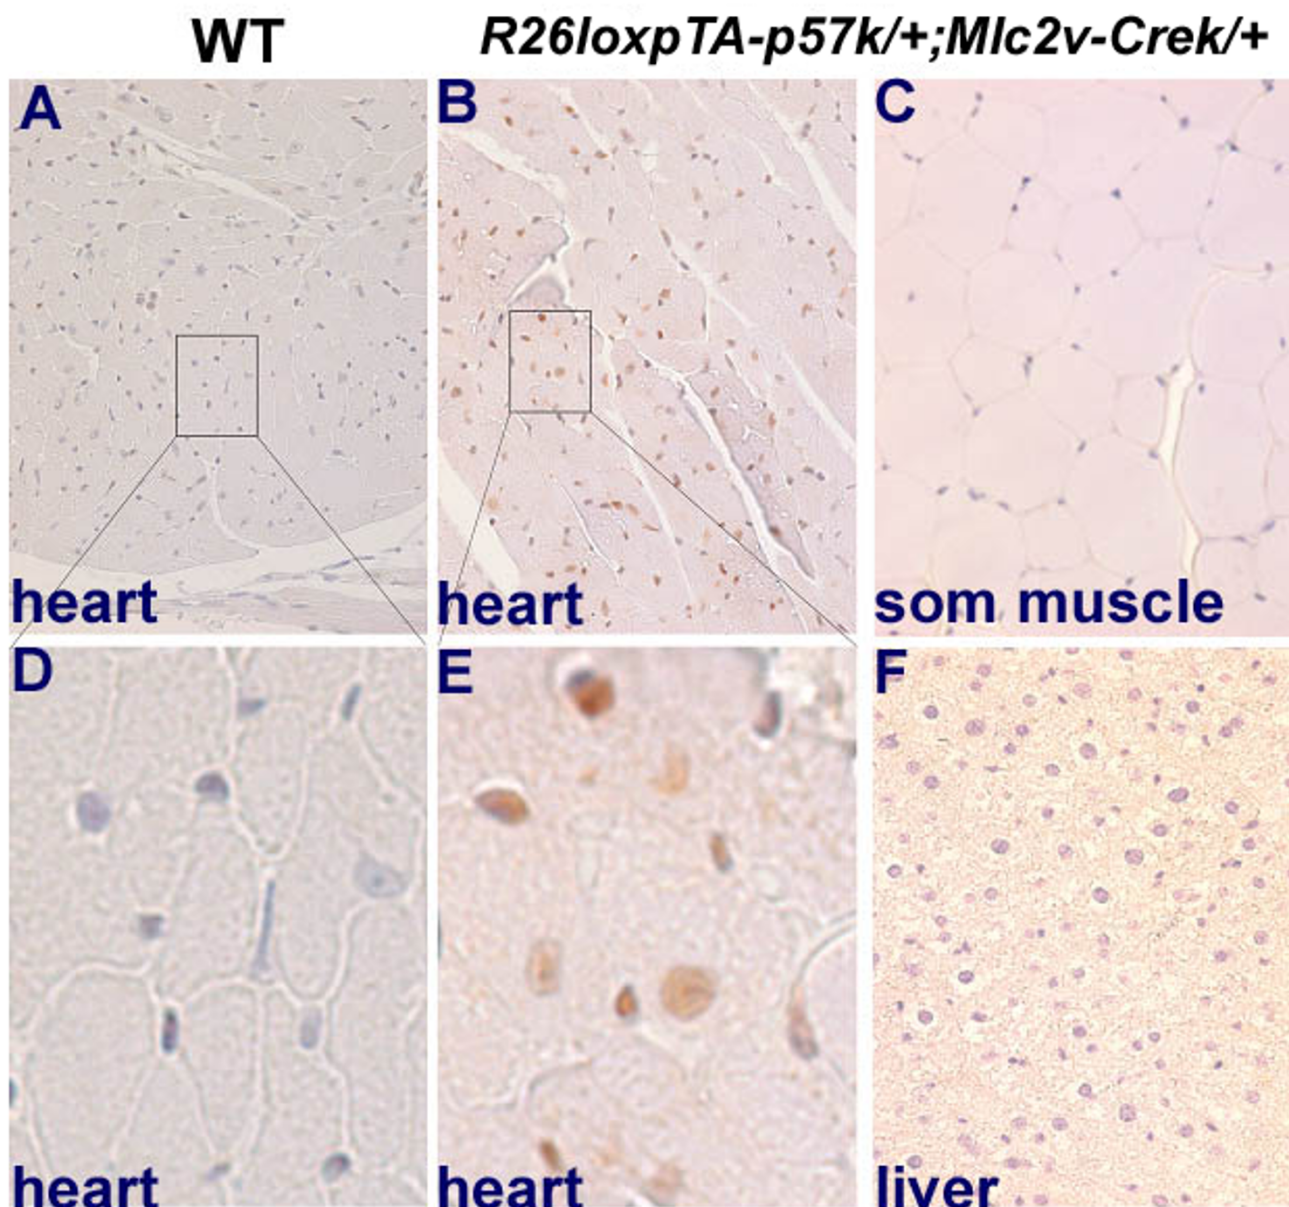 WT
R26loxpTA-p57k/+;Mlc2v-Crek/+
A
B
C
heart
heart
som muscle
D
E
F
heart
heart
liver